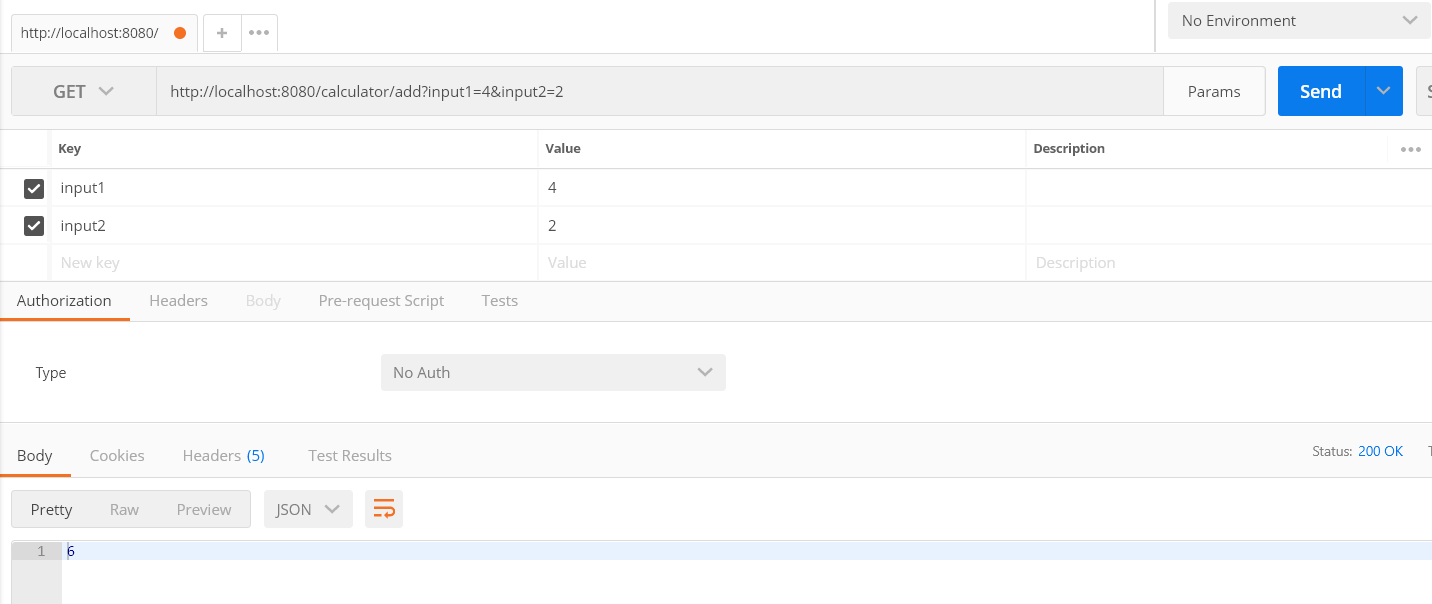 http://localhost:8080/ + ••• No Environment
GET http://localhost:8080/calculator/add?input1=4&input2=2 Params Send
Key Value Description •••
input1 4
input2 2
New key Value Description
Authorization Headers Body Pre-request Script Tests
Type No Auth
Body Cookies Headers (5) Test Results Status: 200 OK
Pretty Raw Preview JSON
1 6